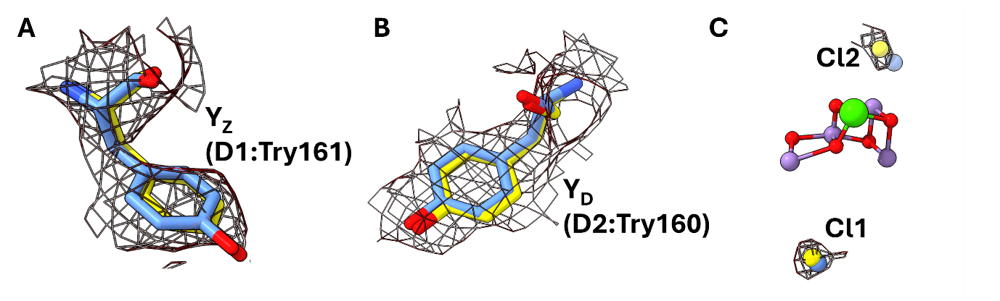 A
B
C
Cl2
Y_Z
(D1:Try161)
Y_D
(D2:Try160)
Cl1